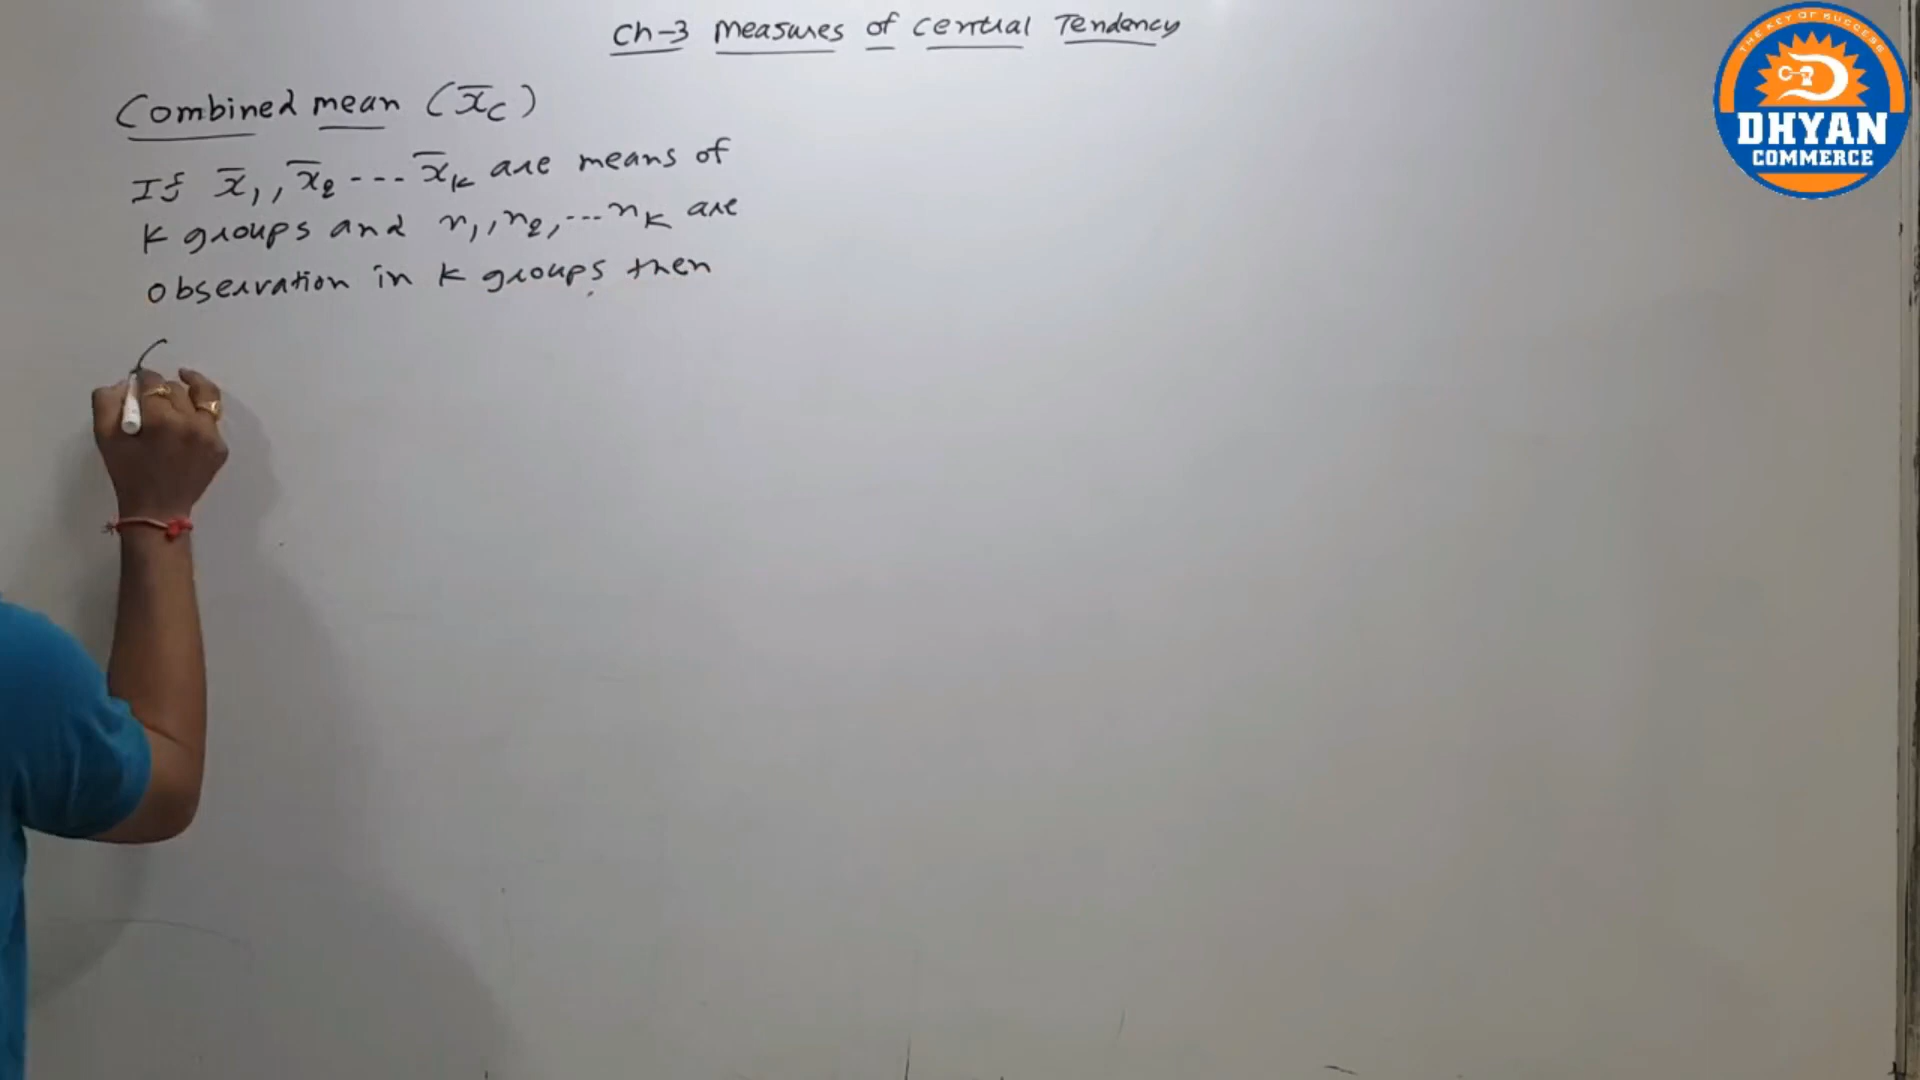 Ch-3 Measures of Central Tendency
Combined mean (x̄c)
If x̄₁, x̄₂ --- x̄ₖ are means of
K groups and n₁, n₂, ... nₖ are
observation in K groups then
THE KEY OF SUCCESS
DHYAN
COMMERCE